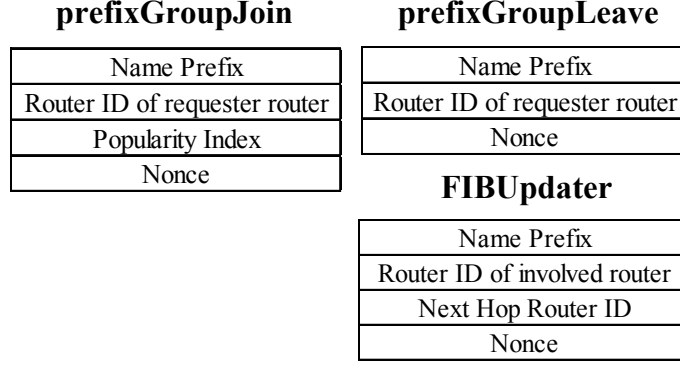 prefixGroupJoin
Name Prefix
Router ID of requester router
Popularity Index
Nonce
prefixGroupLeave
Name Prefix
Router ID of requester router
Nonce
FIBUpdater
Name Prefix
Router ID of involved router
Next Hop Router ID
Nonce